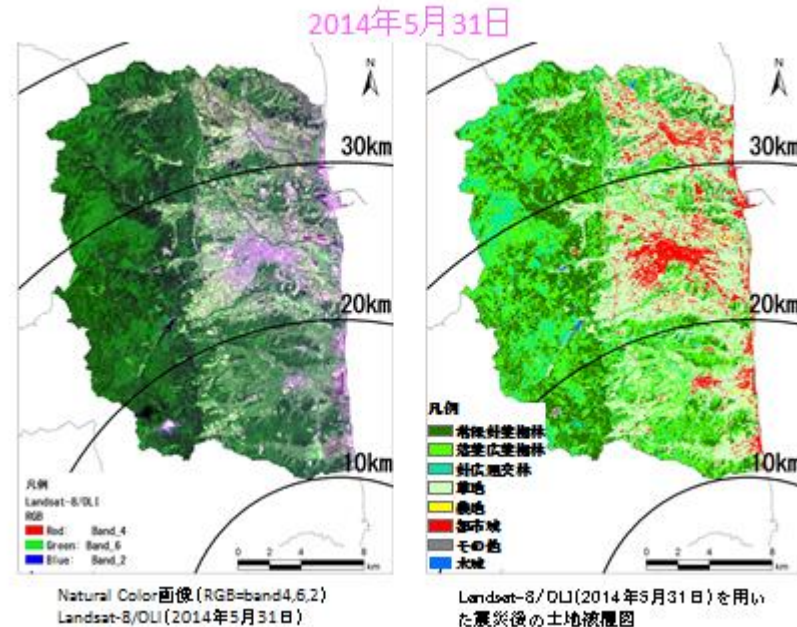 2014年5月31日
N
30km
20km
10km
凡例
Landsat-8/OLI
RGB
Red: Band_4
Green: Band_6
Blue: Band_2
0 2 4 6 8
km
Natural Color画像(RGB=band4,6,2)
Landsat-8/OLI(2014年5月31日)
N
30km
20km
10km
凡例
常緑針葉樹林
落葉広葉樹林
針広混交林
草地
農地
都市域
その他
水域
0 2 4 6 8
km
Landsat-8/OLI(2014年5月31日)を用い
た震災後の土地被覆図